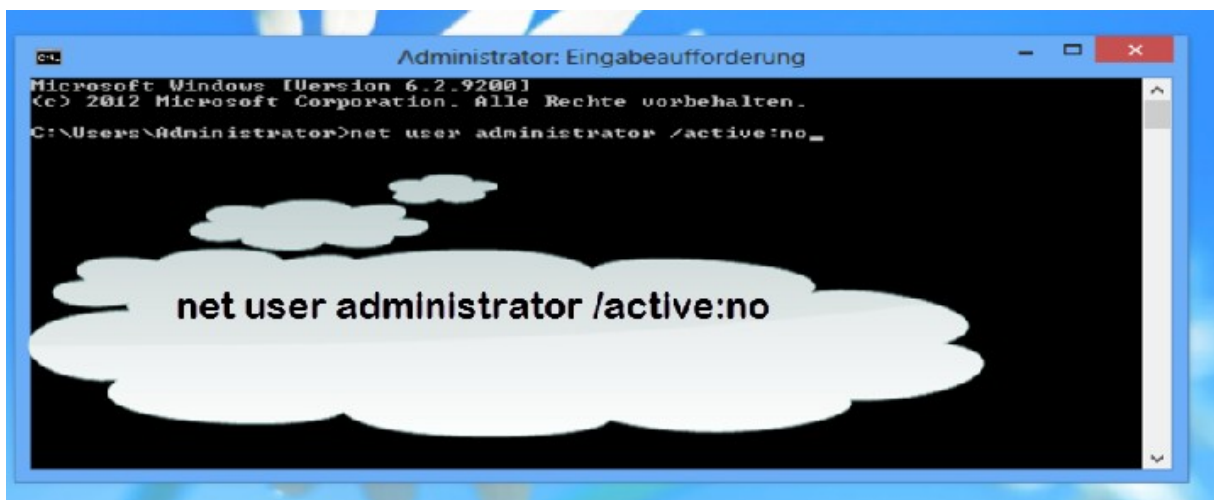 Administrator: Eingabeaufforderung
Microsoft Windows [Version 6.2.9200]
(c) 2012 Microsoft Corporation. Alle Rechte vorbehalten.
C:\Users\Administrator>net user administrator /active:no_
net user administrator /active:no